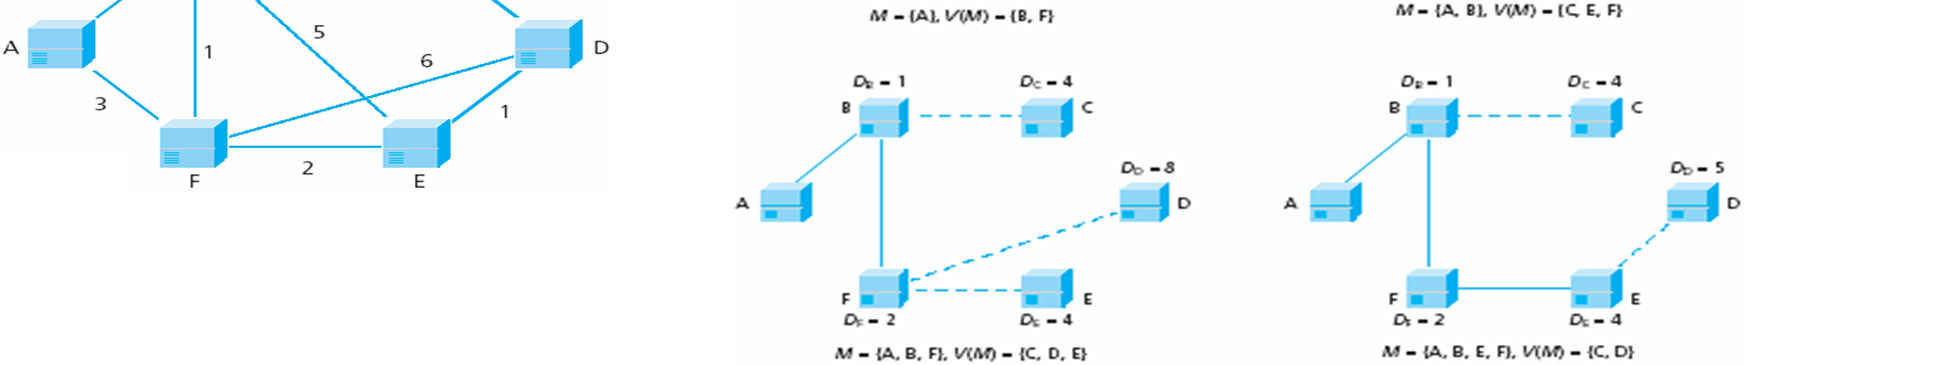 A
1
5
6
D
3
1
2
F
E
M = {A}, V(M) = {B, F}
M = {A, B}, V(M) = {C, E, F}
D_B = 1
D_C = 4
B
C
D_D = 8
A
D
F
E
D_F = 2
D_E = 4
M = {A, B, F}, V(M) = {C, D, E}
D_B = 1
D_C = 4
B
C
D_D = 5
A
D
F
E
D_F = 2
D_E = 4
M = {A, B, E, F}, V(M) = {C, D}